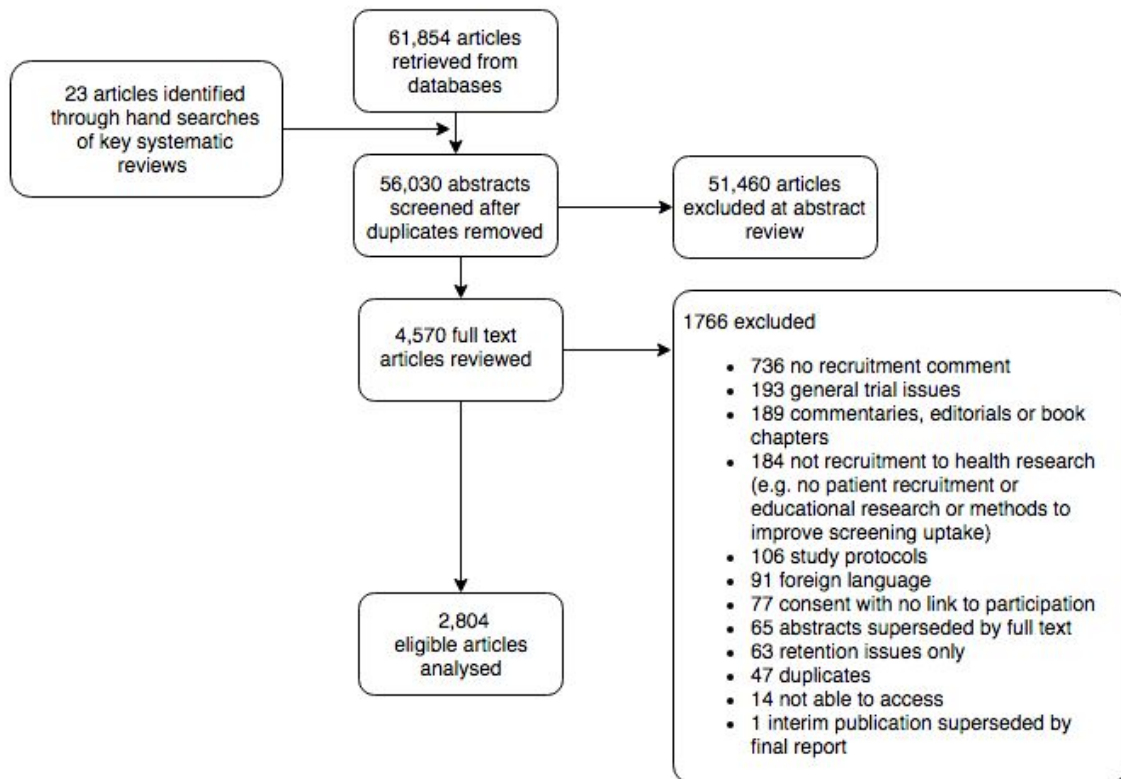 61,854 articles
retrieved from
databases
23 articles identified
through hand searches
of key systematic
reviews
56,030 abstracts
screened after
duplicates removed
51,460 articles
excluded at abstract
review
4,570 full text
articles reviewed
1766 excluded
• 736 no recruitment comment
• 193 general trial issues
• 189 commentaries, editorials or book
chapters
• 184 not recruitment to health research
(e.g. no patient recruitment or
educational research or methods to
improve screening uptake)
• 106 study protocols
• 91 foreign language
• 77 consent with no link to participation
• 65 abstracts superseded by full text
• 63 retention issues only
• 47 duplicates
• 14 not able to access
• 1 interim publication superseded by
final report
2,804
eligible articles
analysed